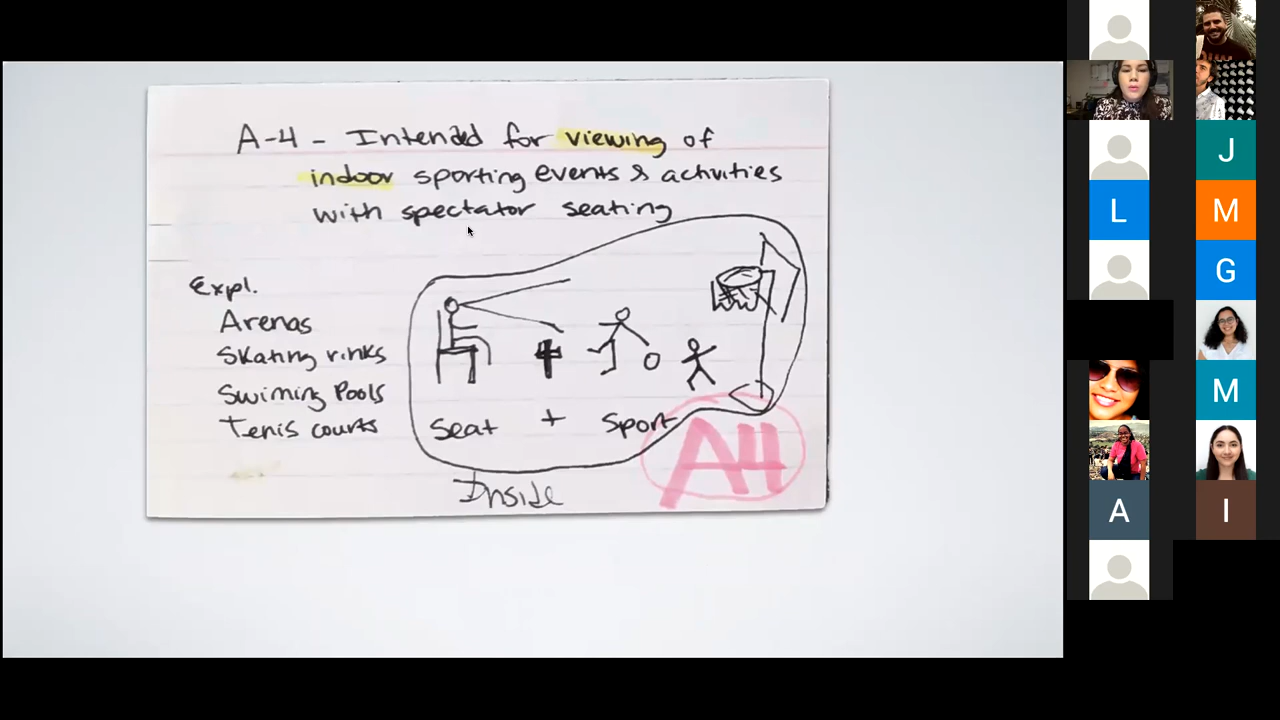 A-4 - Intended for viewing of
indoor sporting events & activities
with spectator seating
Expl.
Arenas
Skating rinks
Swiming Pools
Tenis courts
Seat + Sport
Inside
A4
J
L
M
G
M
A
I